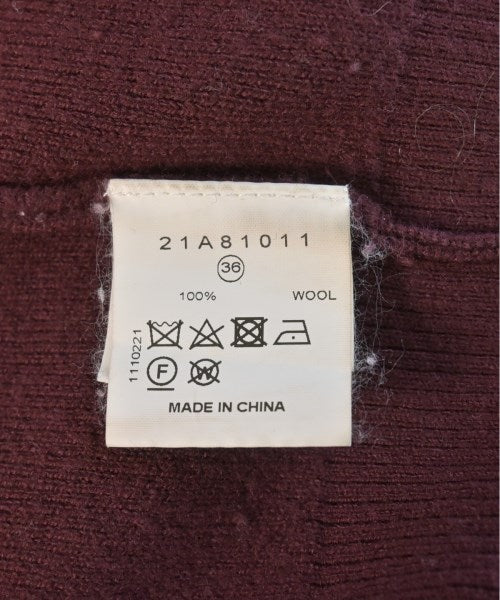 21A81011
36
100% WOOL
1110221
F W
MADE IN CHINA